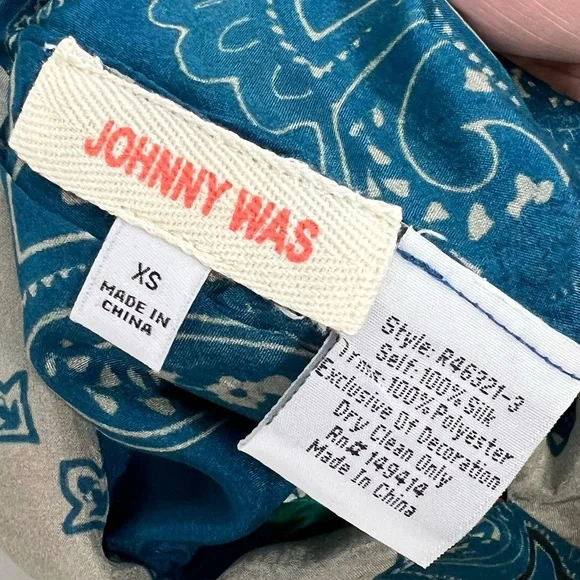 JOHNNY WAS
XS
MADE IN
CHINA
Style: R46321-3
Self: 100% Silk
Trms: 100% Polyester
Exclusive Of Decoration
Dry Clean Only
Rn# 149414
Made in China